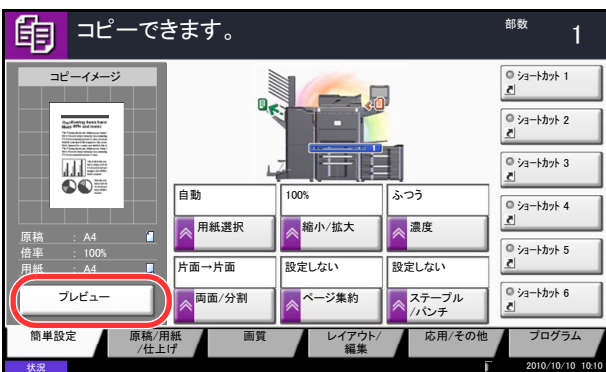 コピーできます。
部数
1
コピーイメージ
原稿 : A4
倍率 : 100%
用紙 : A4
プレビュー
1
自動
100%
ふつう
用紙選択
縮小/拡大
濃度
片面→片面
設定しない
設定しない
両面/分割
ページ集約
ステープル
/パンチ
ショートカット 1
ショートカット 2
ショートカット 3
ショートカット 4
ショートカット 5
ショートカット 6
簡単設定
原稿/用紙
/仕上げ
画質
レイアウト/
編集
応用/その他
プログラム
状況
2010/10/10 10:10